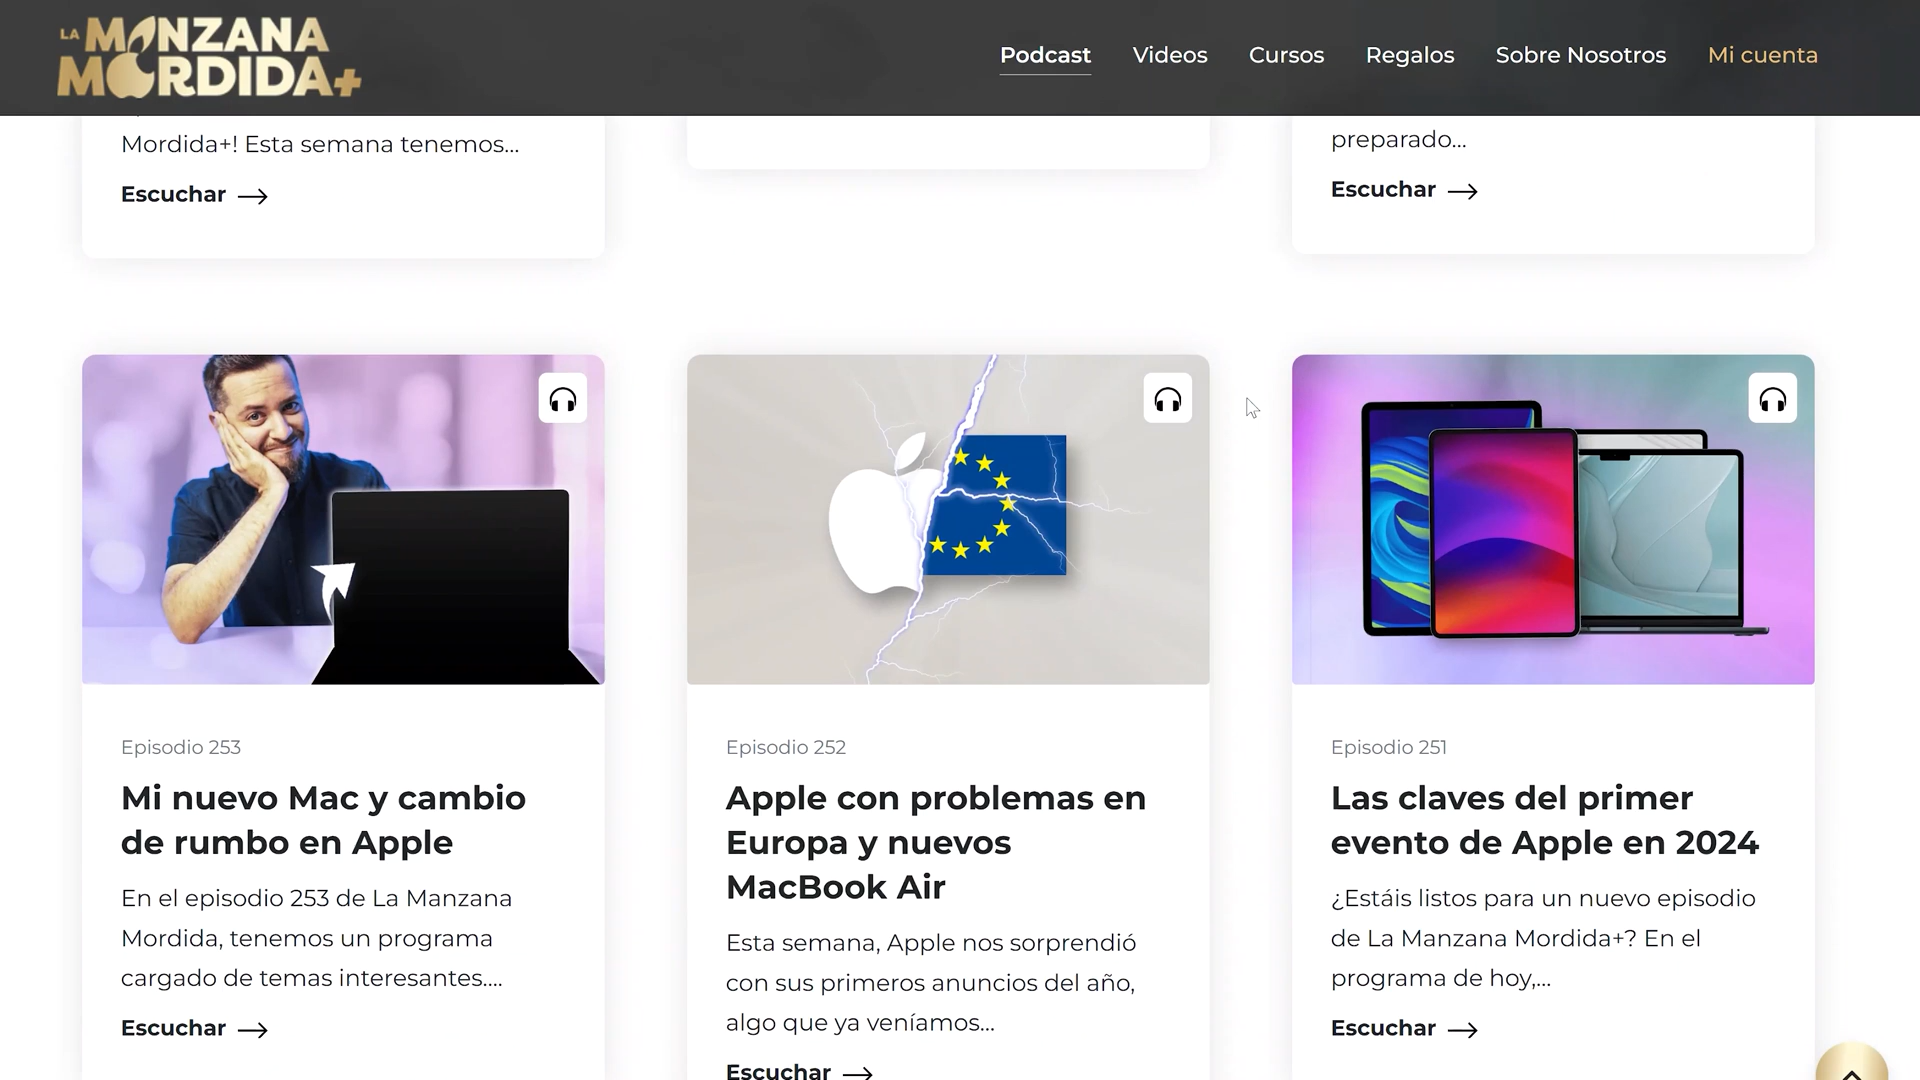 LA MANZANA
MORDIDA+
Podcast
Videos
Cursos
Regalos
Sobre Nosotros
Mi cuenta
Mordida+! Esta semana tenemos...
Escuchar
preparado...
Escuchar
Episodio 253
Mi nuevo Mac y cambio
de rumbo en Apple
En el episodio 253 de La Manzana
Mordida, tenemos un programa
cargado de temas interesantes....
Escuchar
Episodio 252
Apple con problemas en
Europa y nuevos
MacBook Air
Esta semana, Apple nos sorprendió
con sus primeros anuncios del año,
algo que ya veníamos...
Escuchar
Episodio 251
Las claves del primer
evento de Apple en 2024
¿Estáis listos para un nuevo episodio
de La Manzana Mordida+? En el
programa de hoy,...
Escuchar